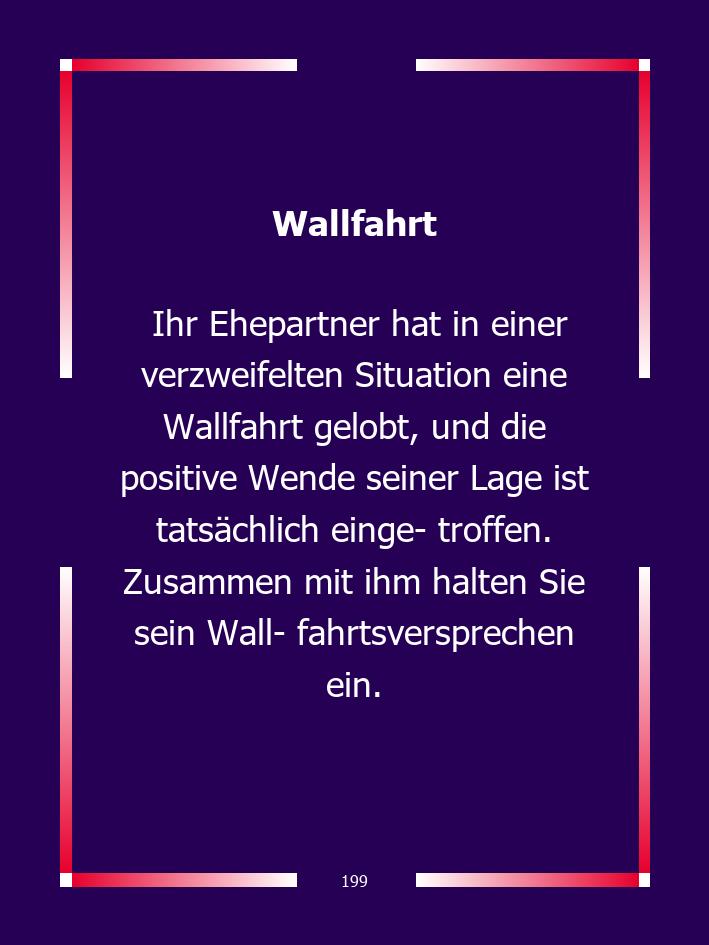 Wallfahrt
Ihr Ehepartner hat in einer
verzweifelten Situation eine
Wallfahrt gelobt, und die
positive Wende seiner Lage ist
tatsächlich einge- troffen.
Zusammen mit ihm halten Sie
sein Wall- fahrtsversprechen
ein.
199